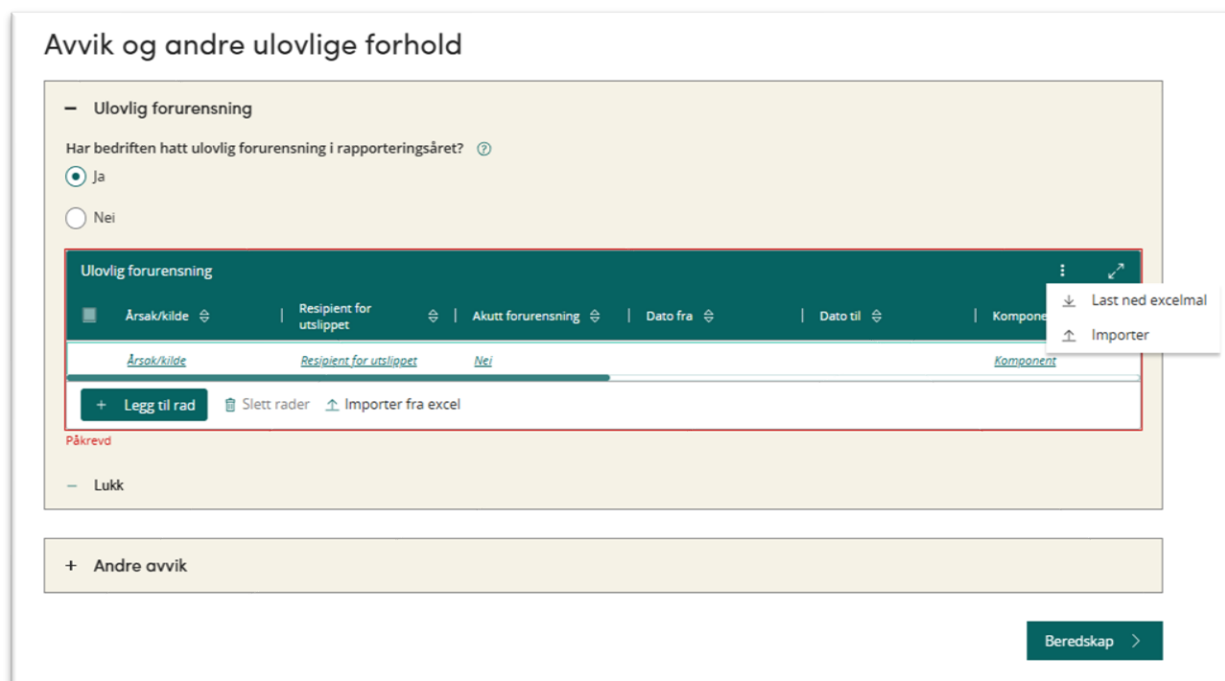 Avvik og andre ulovlige forhold
Ulovlig forurensning
Har bedriften hatt ulovlig forurensning i rapporteringsåret?
Ja
Nei
Ulovlig forurensning
Last ned excelmal
Importer
Årsak/kilde
Resipient for
utslippet
Akutt forurensning
Dato fra
Dato til
Kompone
Årsak/kilde
Resipient for utslippet
Nei
Komponent
+ Legg til rad
Slett rader
Importer fra excel
Påkrevd
Lukk
+ Andre avvik
Beredskap